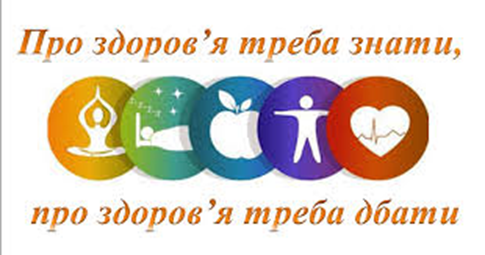 Про здоров’я треба знати,
z-z-z-z
про здоров’я треба дбати